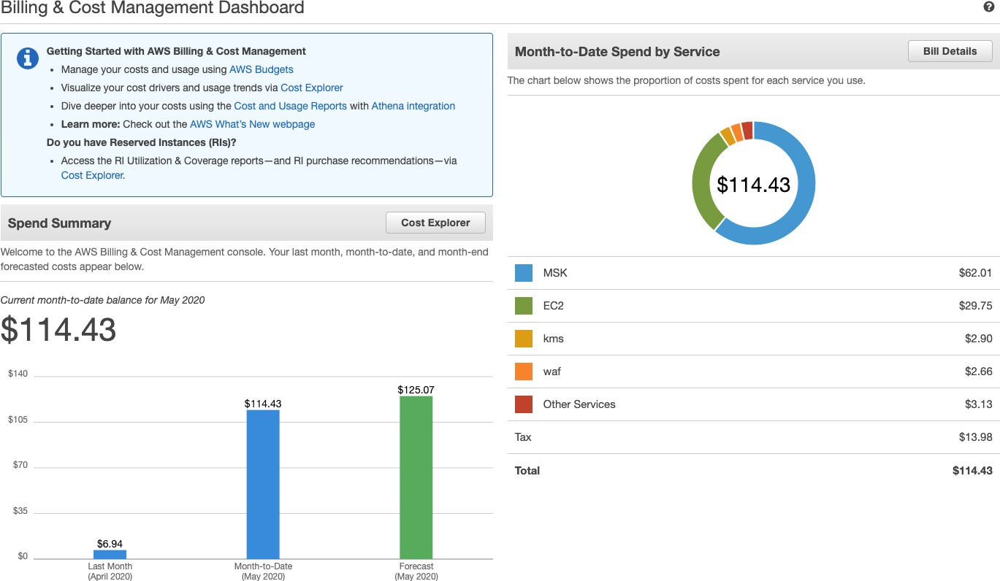 Billing & Cost Management Dashboard
?
Getting Started with AWS Billing & Cost Management
• Manage your costs and usage using AWS Budgets
• Visualize your cost drivers and usage trends via Cost Explorer
• Dive deeper into your costs using the Cost and Usage Reports with Athena integration
• Learn more: Check out the AWS What's New webpage
Do you have Reserved Instances (RIs)?
• Access the RI Utilization & Coverage reports—and RI purchase recommendations—via
Cost Explorer.
Spend Summary
Cost Explorer
Welcome to the AWS Billing & Cost Management console. Your last month, month-to-date, and month-end
forecasted costs appear below.
Current month-to-date balance for May 2020
$114.43
$140
$105
$70
$35
$0
$6.94
$114.43
$125.07
Last Month
(April 2020)
Month-to-Date
(May 2020)
Forecast
(May 2020)
Month-to-Date Spend by Service
Bill Details
The chart below shows the proportion of costs spent for each service you use.
$114.43
MSK $62.01
EC2 $29.75
kms $2.90
waf $2.66
Other Services $3.13
Tax $13.98
Total $114.43